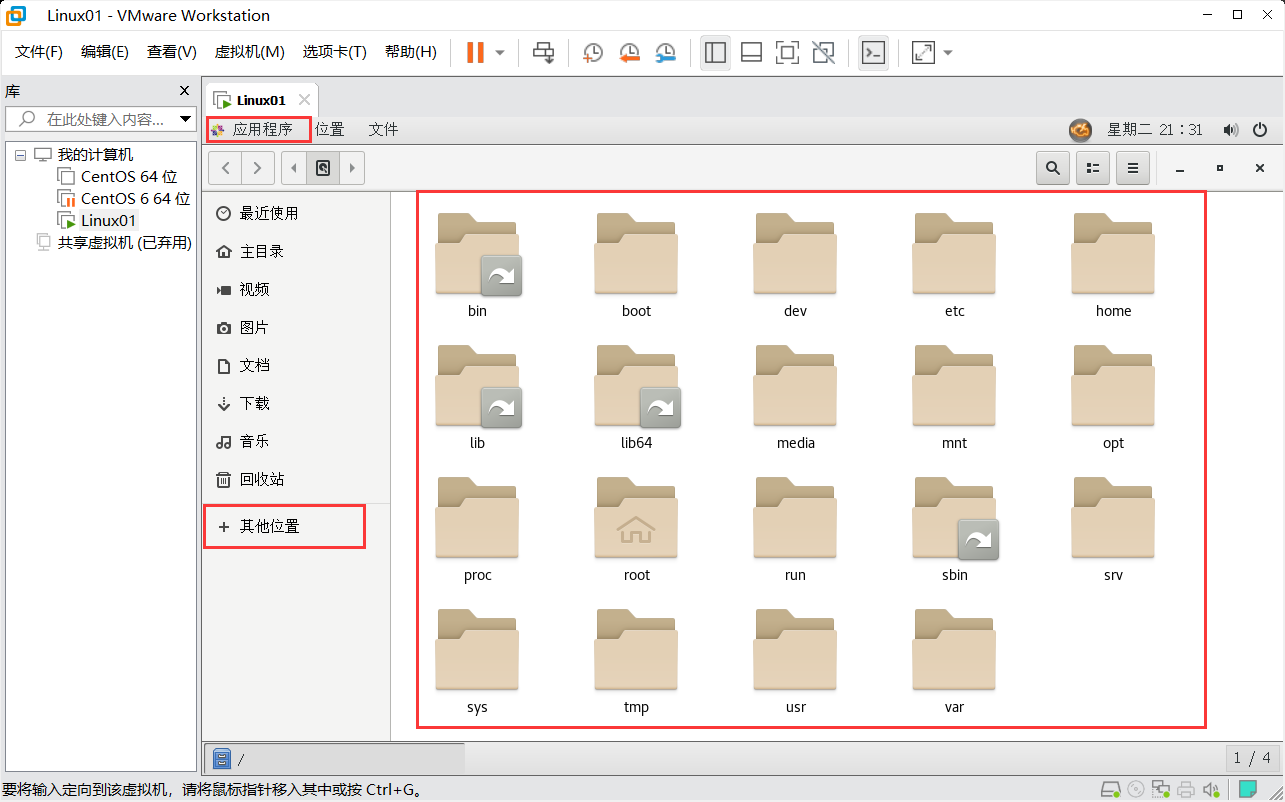 Linux01 - VMware Workstation
文件(F) 编辑(E) 查看(V) 虚拟机(M) 选项卡(T) 帮助(H)
库
在此处键入内容...
我的计算机
CentOS 64 位
CentOS 6 64 位
Linux01
共享虚拟机 (已弃用)
Linux01
应用程序 位置 文件 星期二 21:31
最近使用
主目录
视频
图片
文档
下载
音乐
回收站
其他位置
bin boot dev etc home
lib lib64 media mnt opt
proc root run sbin srv
sys tmp usr var
/ 1 / 4
要将输入定向到该虚拟机，请将鼠标指针移入其中或按 Ctrl+G。